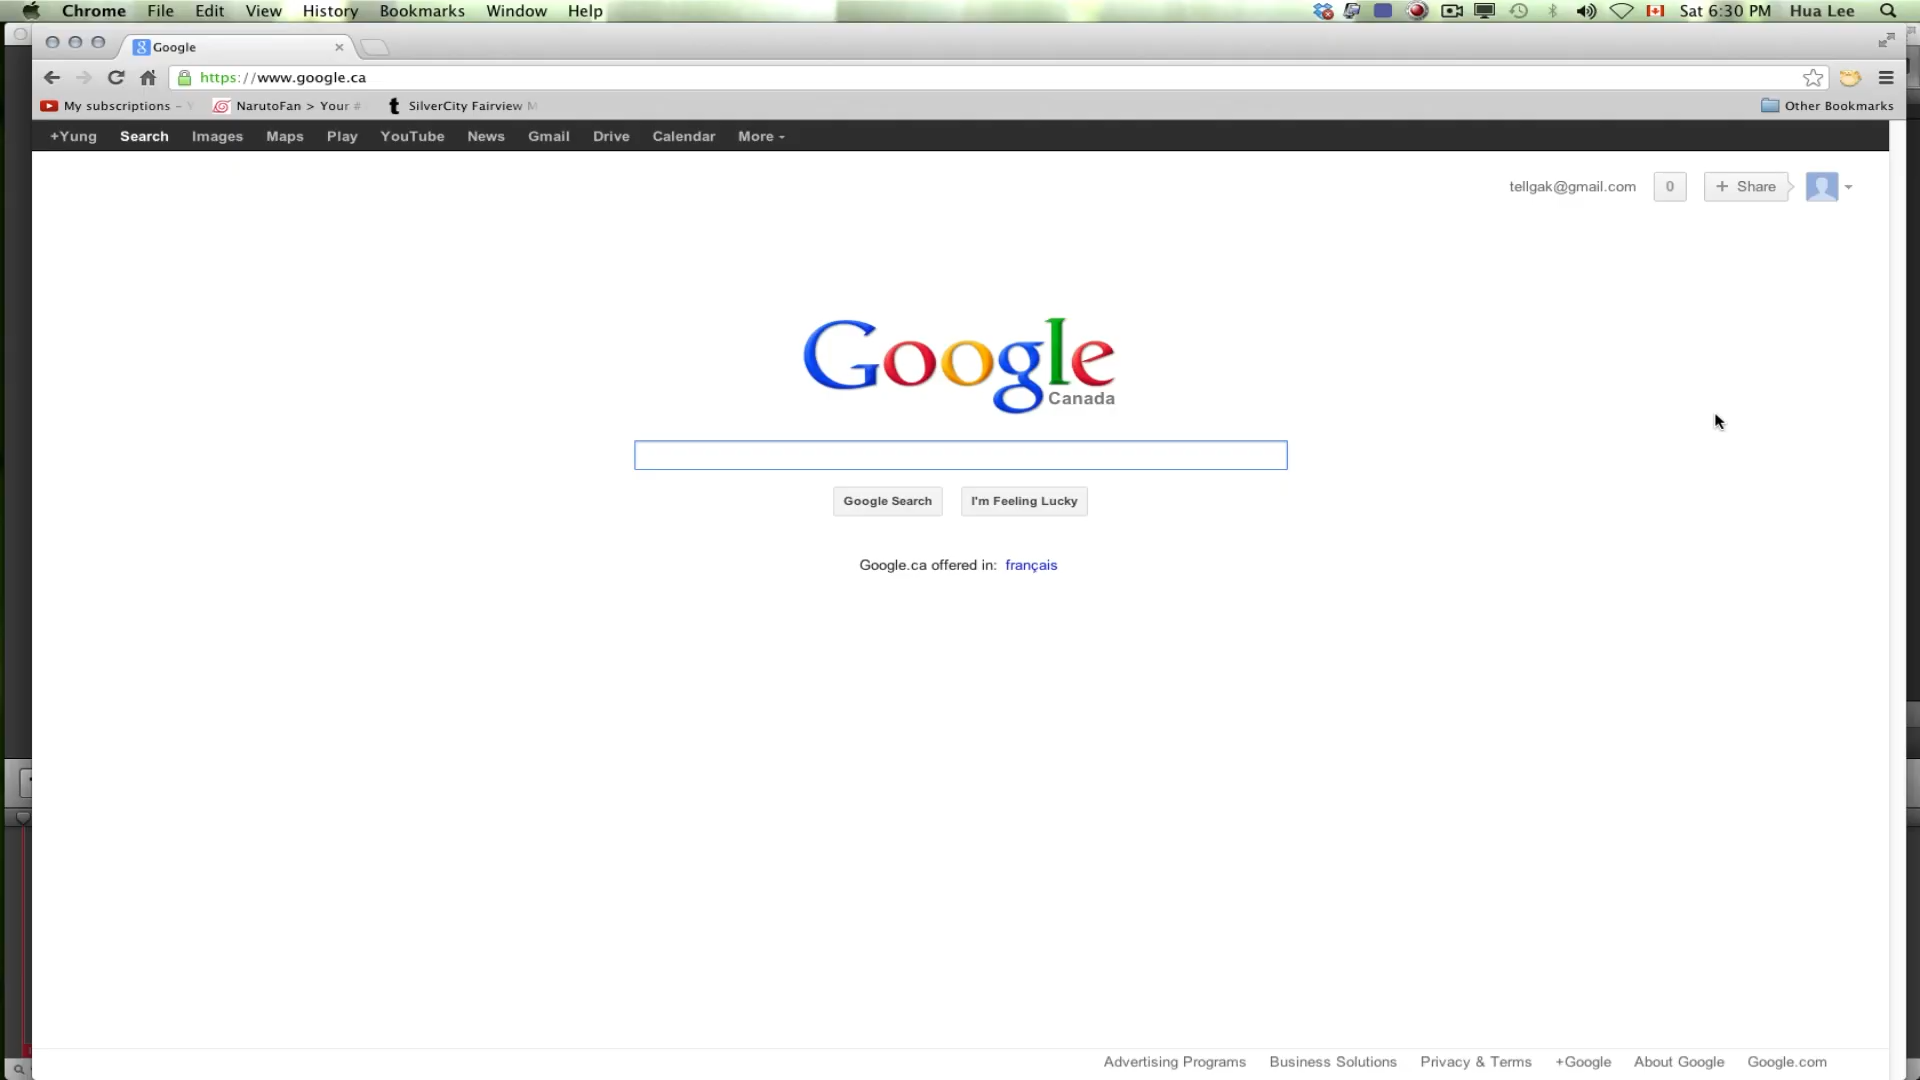 Chrome File Edit View History Bookmarks Window Help Sat 6:30 PM Hua Lee
Google
https://www.google.ca
My subscriptions - NarutoFan > Your # SilverCity Fairview M Other Bookmarks
+Yung Search Images Maps Play YouTube News Gmail Drive Calendar More
tellgak@gmail.com 0 + Share
Google
Canada
Google Search I'm Feeling Lucky
Google.ca offered in: français
Advertising Programs Business Solutions Privacy & Terms +Google About Google Google.com